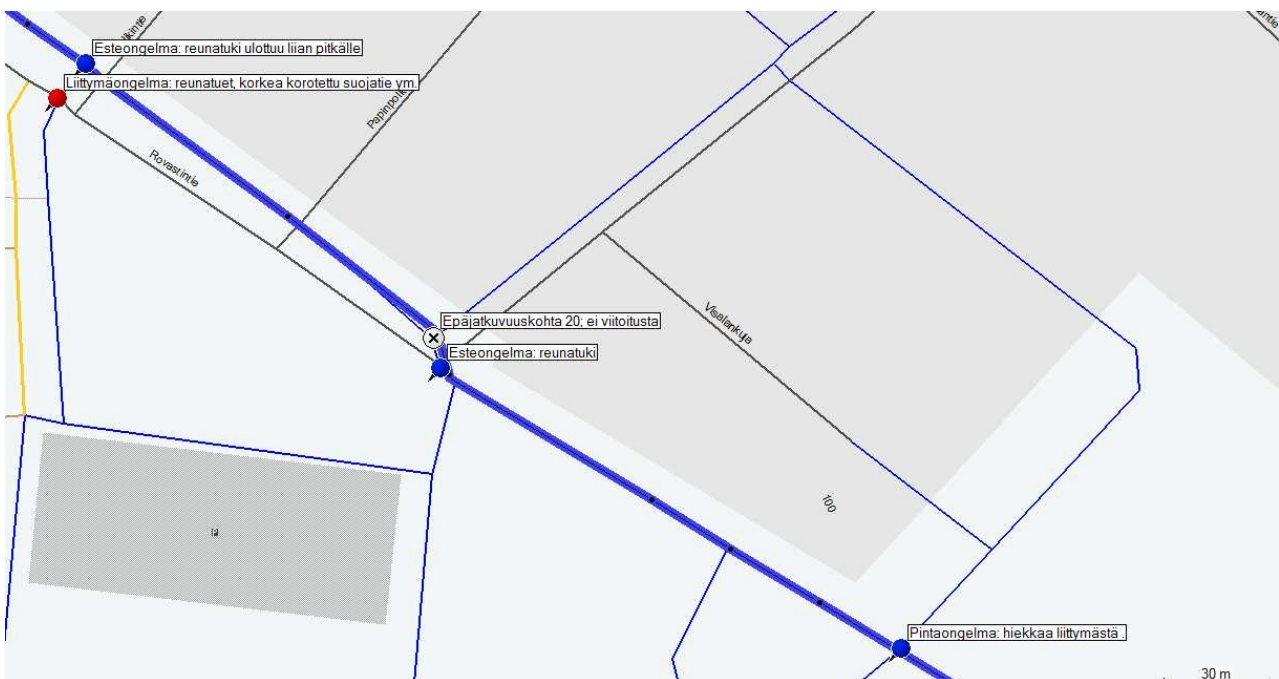 Esteongelma: reunatuki ulottuu liian pitkälle
Liittymäongelma: reunatuet, korkea korotettu suojatie ym.
Rovastintie
Epäjatkuvuuskohta 20; ei viitoitusta
Esteongelma: reunatuki
Visalankuja
100
Pintaongelma: hiekkaa liittymästä .
30 m